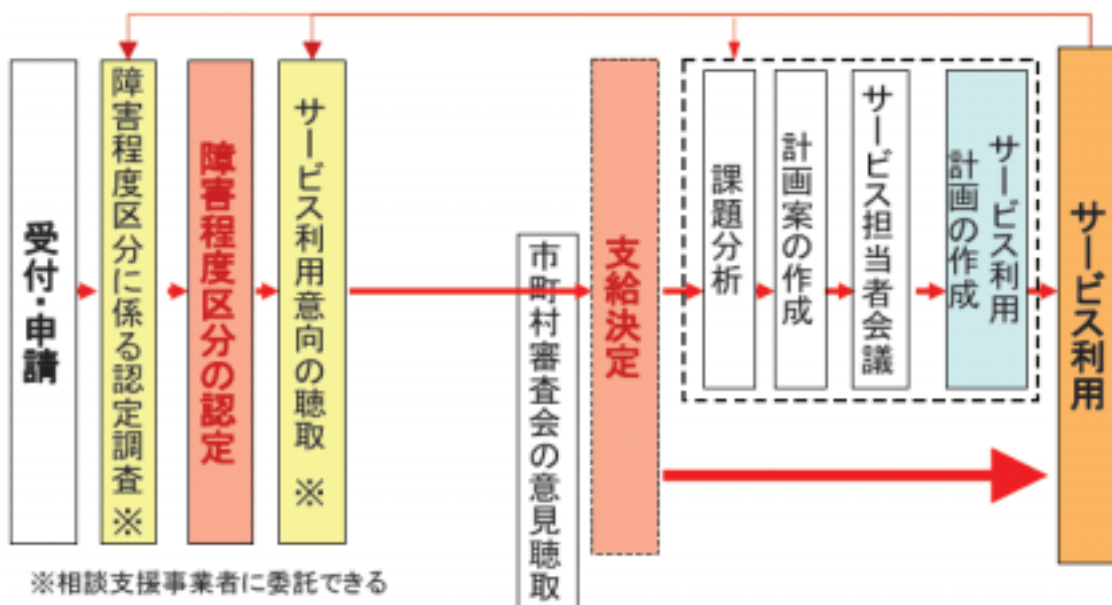 受付・申請
障害程度区分に係る認定調査※
障害程度区分の認定
サービス利用意向の聴取 ※
市町村審査会の意見聴取
支給決定
課題分析
計画案の作成
サービス担当者会議
サービス利用
計画の作成
サービス利用
※相談支援事業者に委託できる